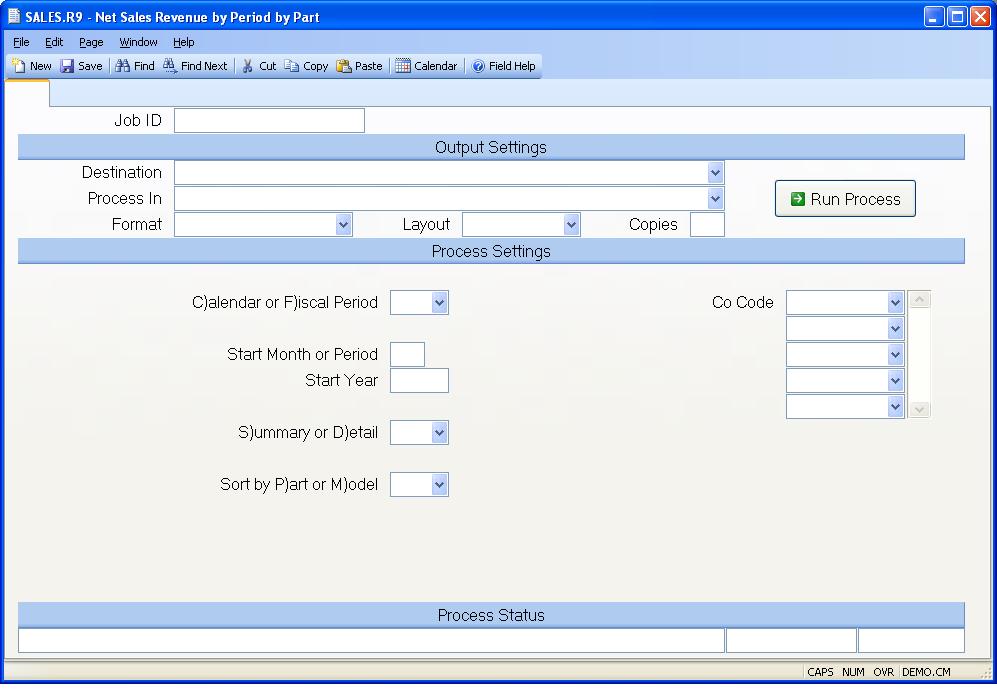 SALES.R9 - Net Sales Revenue by Period by Part
File Edit Page Window Help
New Save Find Find Next Cut Copy Paste Calendar Field Help
Job ID
Output Settings
Destination
Process In
Run Process
Format Layout Copies
Process Settings
C)alendar or F)iscal Period Co Code
Start Month or Period
Start Year
S)ummary or D)etail
Sort by P)art or M)odel
Process Status
CAPS NUM OVR DEMO.CM